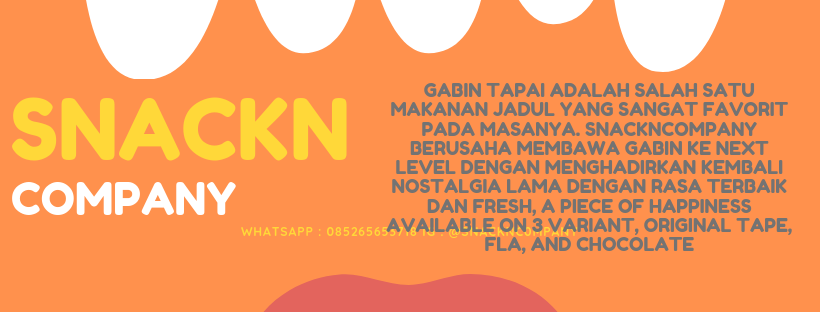 SNACKN
COMPANY
GABIN TAPAI ADALAH SALAH SATU
MAKANAN JADUL YANG SANGAT FAVORIT
PADA MASANYA. SNACKNCOMPANY
BERUSAHA MEMBAWA GABIN KE NEXT
LEVEL DENGAN MENGHADIRKAN KEMBALI
NOSTALGIA LAMA DENGAN RASA TERBAIK
DAN FRESH, A PIECE OF HAPPINESS
AVAILABLE ON 3 VARIANT, ORIGINAL TAPE,
FLA, AND CHOCOLATE
WHATSAPP : IG : @SNACKNCOMPANY